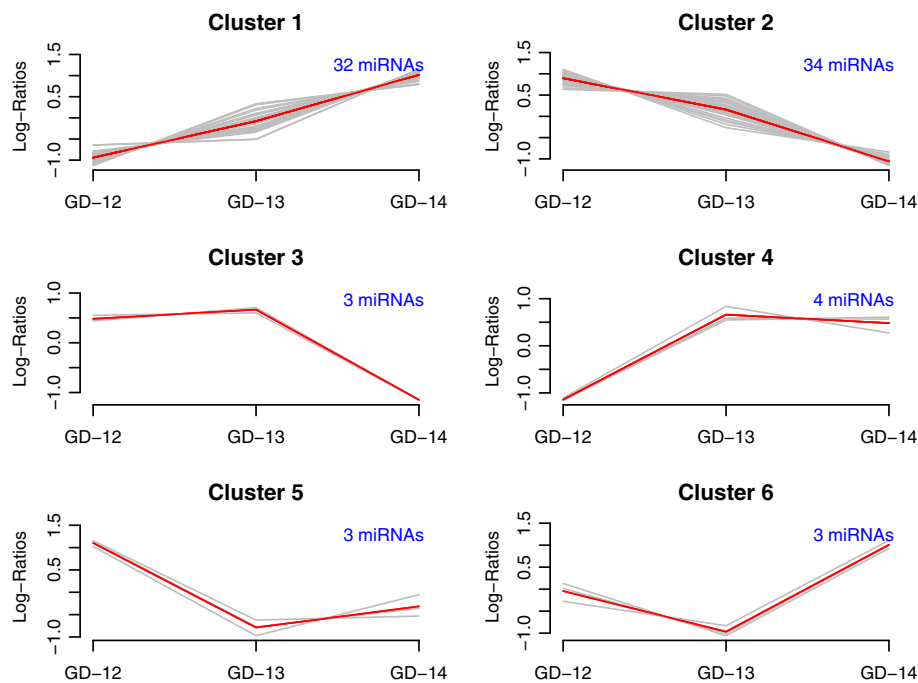 Cluster 1
Log−Ratios
1.5
0.5
−1.0
32 miRNAs
GD−12
GD−13
GD−14
Cluster 2
Log−Ratios
1.5
0.5
−1.0
34 miRNAs
GD−12
GD−13
GD−14
Cluster 3
Log−Ratios
1.0
0.0
−1.0
3 miRNAs
GD−12
GD−13
GD−14
Cluster 4
Log−Ratios
1.0
0.0
−1.0
4 miRNAs
GD−12
GD−13
GD−14
Cluster 5
Log−Ratios
1.5
0.5
−1.0
3 miRNAs
GD−12
GD−13
GD−14
Cluster 6
Log−Ratios
1.5
0.5
−1.0
3 miRNAs
GD−12
GD−13
GD−14